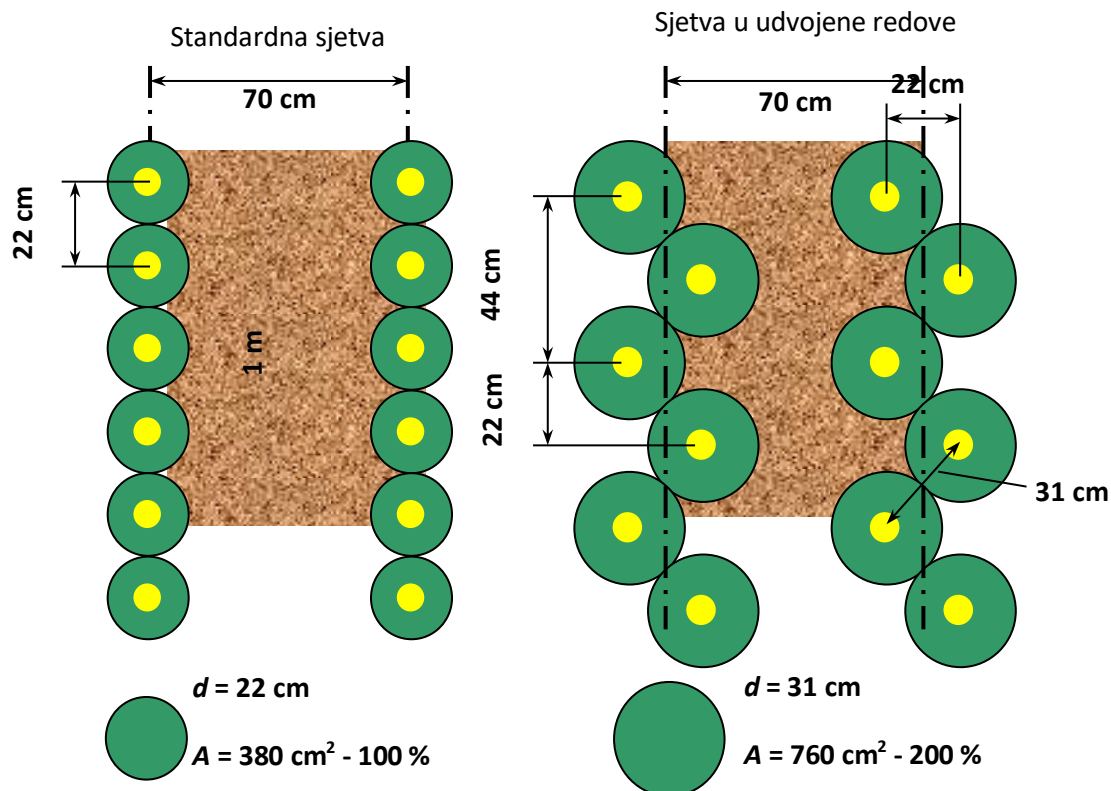 Standardna sjetva
70 cm
22 cm
1 m
d = 22 cm
A = 380 cm² - 100 %
Sjetva u udvojene redove
22 cm
70 cm
44 cm
22 cm
31 cm
d = 31 cm
A = 760 cm² - 200 %